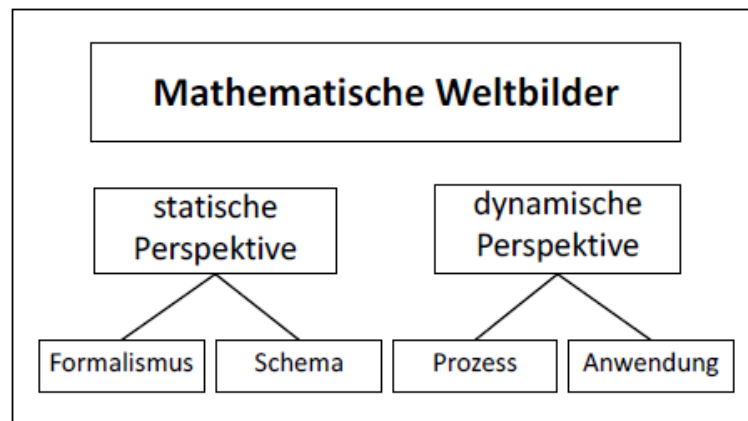 Mathematische Weltbilder
statische
Perspektive
dynamische
Perspektive
Formalismus
Schema
Prozess
Anwendung